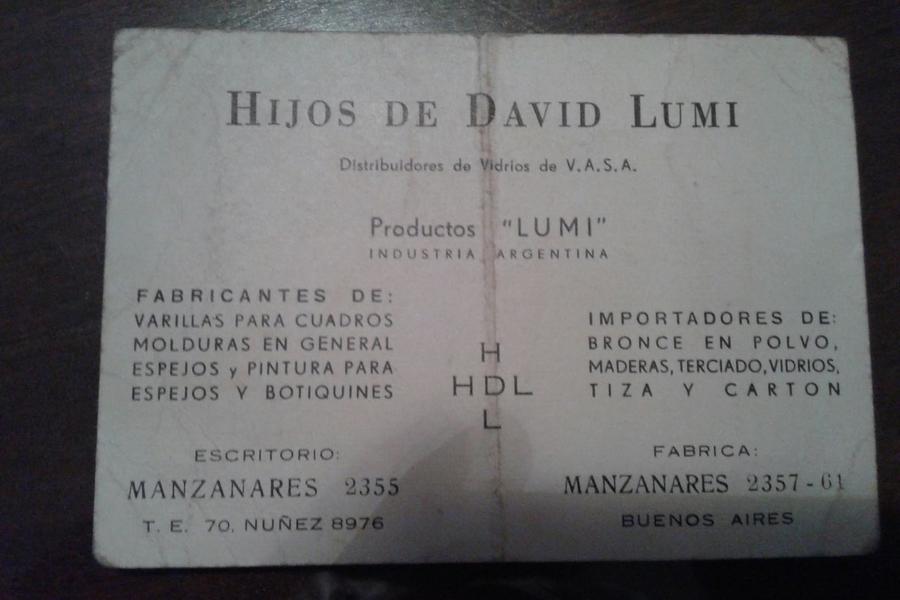 HIJOS DE DAVID LUMI
Distribuidores de Vidrios de V.A.S.A.
Productos "LUMI"
INDUSTRIA ARGENTINA
FABRICANTES DE:
VARILLAS PARA CUADROS
MOLDURAS EN GENERAL
ESPEJOS y PINTURA PARA
ESPEJOS Y BOTIQUINES
H
HDL
L
IMPORTADORES DE:
BRONCE EN POLVO,
MADERAS, TERCIADO, VIDRIOS,
TIZA Y CARTON
ESCRITORIO:
MANZANARES 2355
T. E. 70, NUÑEZ 8976
FABRICA:
MANZANARES 2357-61
BUENOS AIRES